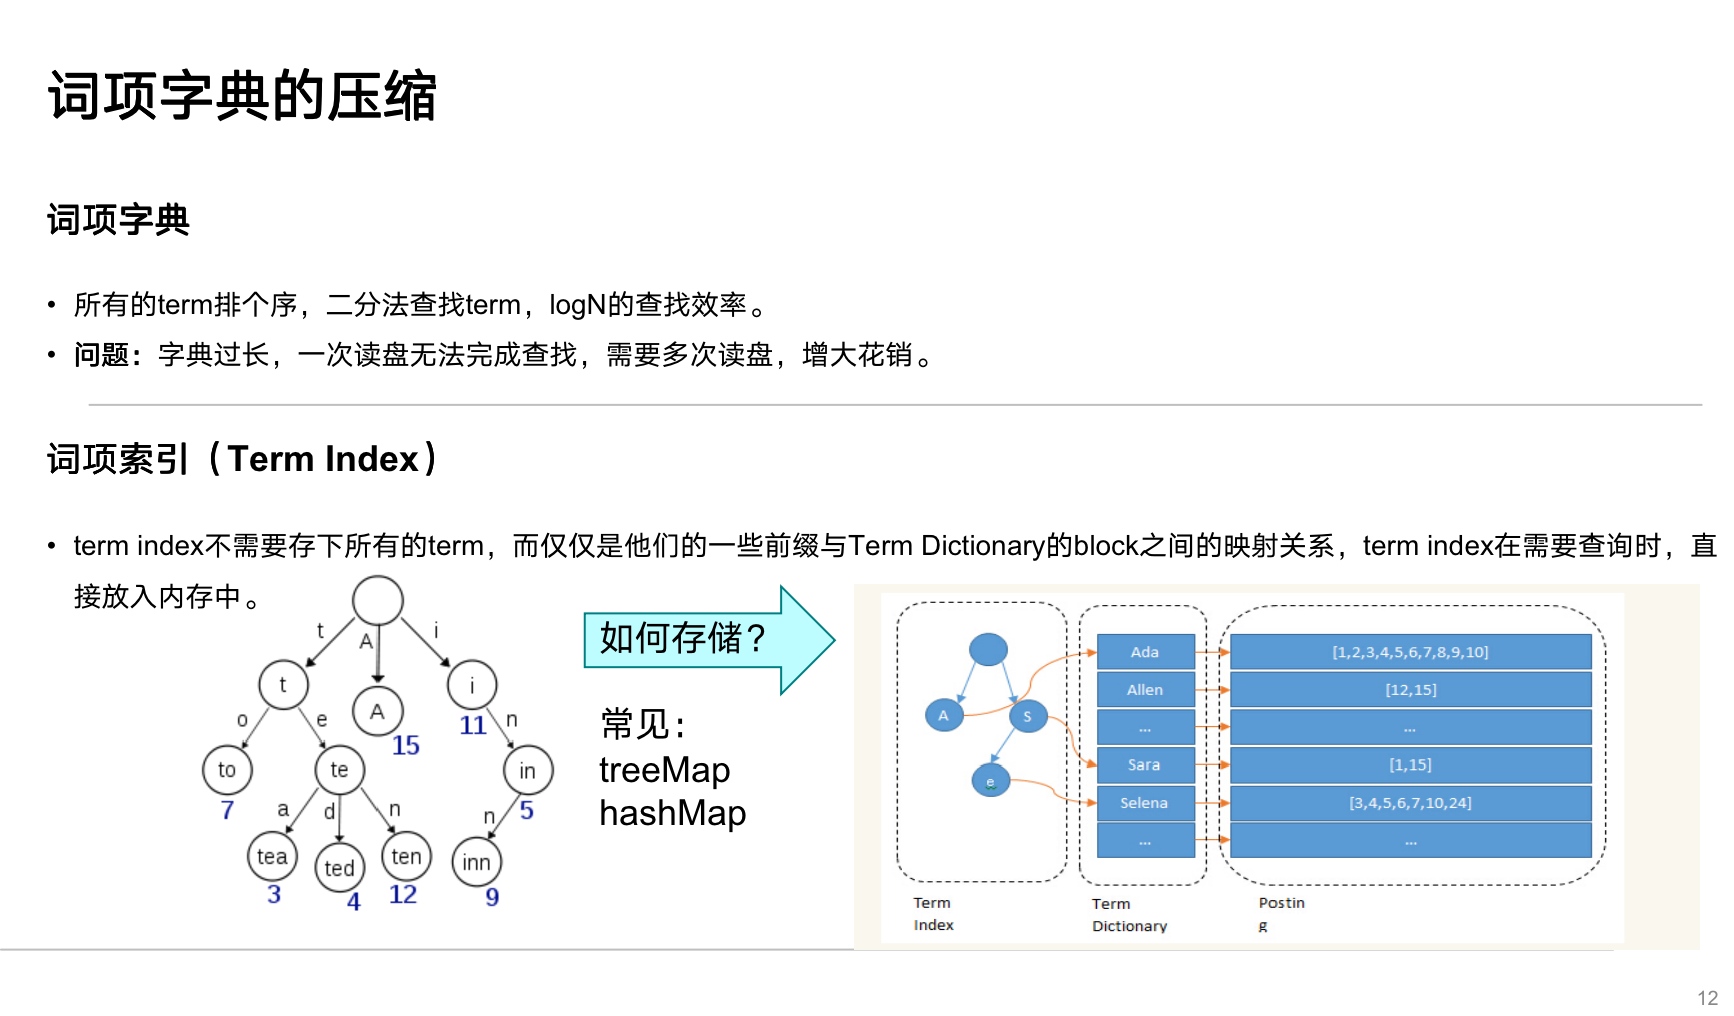 词项字典的压缩
词项字典
• 所有的term排个序，二分法查找term，logN的查找效率。
• 问题：字典过长，一次读盘无法完成查找，需要多次读盘，增大花销。
词项索引（Term Index）
• term index不需要存下所有的term，而仅仅是他们的一些前缀与Term Dictionary的block之间的映射关系，term index在需要查询时，直
接放入内存中。
t
A
i
t
A
i
15
11
o
e
n
to
te
in
7
5
a
d
n
n
tea
ted
ten
inn
3
4
12
9
如何存储？
常见：
treeMap
hashMap
A
S
e
Ada
[1,2,3,4,5,6,7,8,9,10]
Allen
[12,15]
...
...
Sara
[1,15]
Selena
[3,4,5,6,7,10,24]
...
...
Term
Index
Term
Dictionary
Postin
g
12